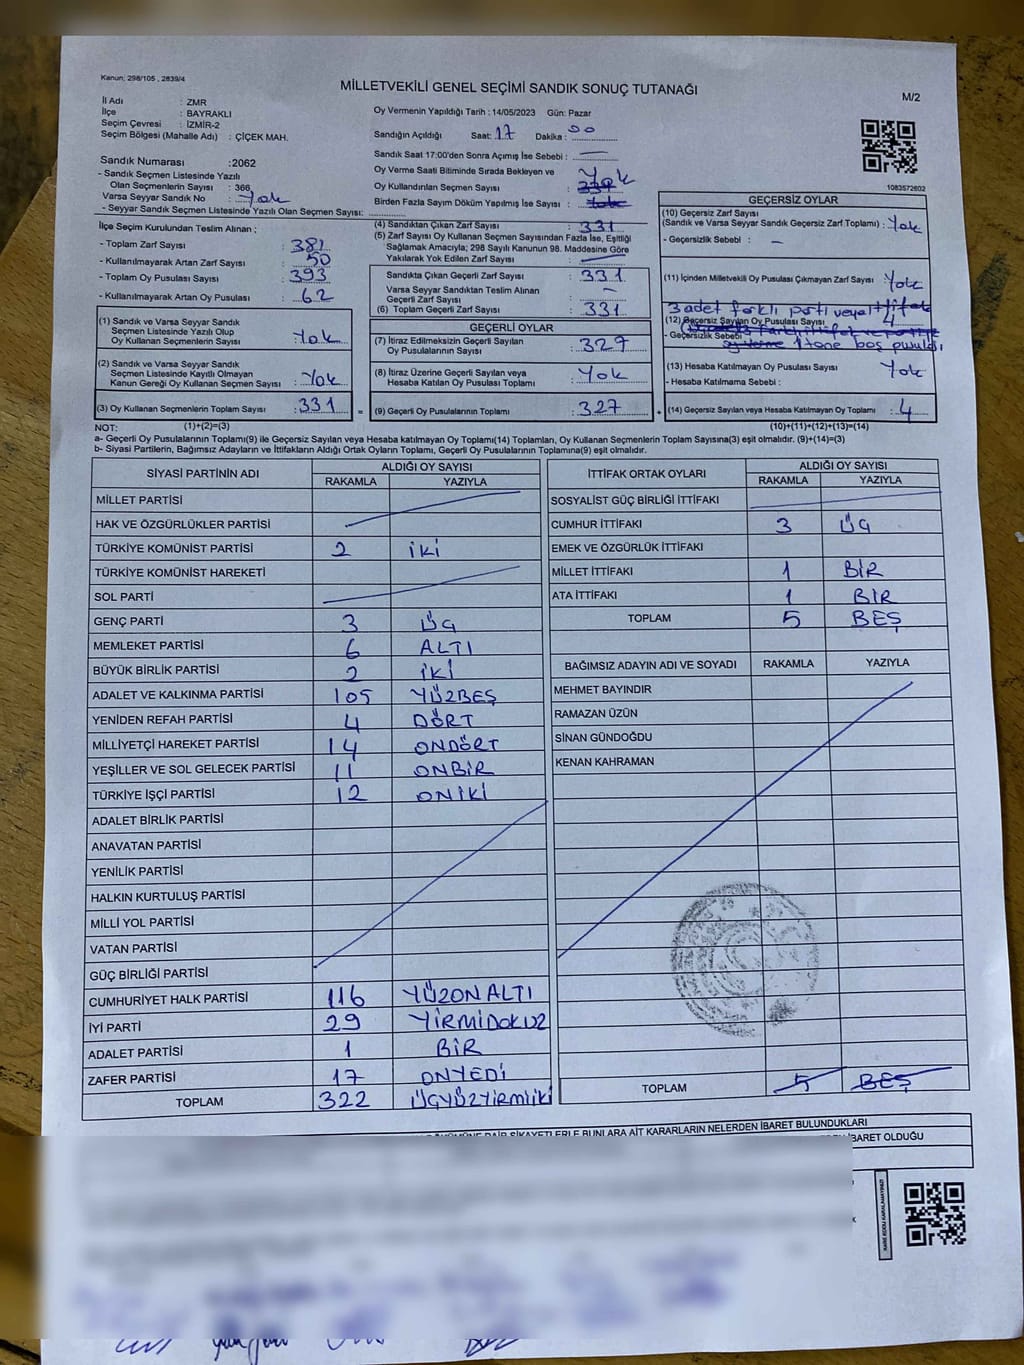 Kanun; 298/105 , 2839/4
MİLLETVEKİLİ GENEL SEÇİMİ SANDIK SONUÇ TUTANAĞI
M/2
İl Adı : ZMR
İlçe : BAYRAKLI
Seçim Çevresi : İZMİR-2
Seçim Bölgesi (Mahalle Adı) : ÇİÇEK MAH.
Oy Vermenin Yapıldığı Tarih : 14/05/2023 Gün: Pazar
Sandığın Açıldığı Saat: 17 Dakika: 00
Sandık Saat 17:00'den Sonra Açımış İse Sebebi : —
Sandık Numarası :2062
- Sandık Seçmen Listesinde Yazılı
Olan Seçmenlerin Sayısı : 366
Varsa Seyyar Sandık No : Yok
- Seyyar Sandık Seçmen Listesinde Yazılı Olan Seçmen Sayısı:
Oy Verme Saati Bitiminde Sırada Bekleyen ve Yok
Oy Kullandırılan Seçmen Sayısı :
Birden Fazla Sayım Döküm Yapılmış İse Sayısı : Yok
1083572602
İlçe Seçim Kurulundan Teslim Alınan ;
- Toplam Zarf Sayısı : 381
- Kullanılmayarak Artan Zarf Sayısı : 50
- Toplam Oy Pusulası Sayısı : 393
- Kullanılmayarak Artan Oy Pusulası : 62
(4) Sandıktan Çıkan Zarf Sayısı : 331
(5) Zarf Sayısı Oy Kullanan Seçmen Sayısından Fazla İse, Eşitliği
Sağlamak Amacıyla; 298 Sayılı Kanunun 98. Maddesine Göre
Yakılarak Yok Edilen Zarf Sayısı : —
Sandıkta Çıkan Geçerli Zarf Sayısı : 331
Varsa Seyyar Sandıktan Teslim Alınan
Geçerli Zarf Sayısı : —
(6) Toplam Geçerli Zarf Sayısı : 331
GEÇERSİZ OYLAR
(10) Geçersiz Zarf Sayısı
(Sandık ve Varsa Seyyar Sandık Geçersiz Zarf Toplamı) : Yok
- Geçersizlik Sebebi : —
(11) İçinden Milletvekili Oy Pusulası Çıkmayan Zarf Sayısı : Yok
3 adet farklı parti veya ittifak
(12) Geçersiz Sayılan Oy Pusulası Sayısı 4
- Geçersizlik Sebebi
1 tane boş pusula
(13) Hesaba Katılmayan Oy Pusulası Sayısı : Yok
- Hesaba Katılmama Sebebi :
(14) Geçersiz Sayılan veya Hesaba Katılmayan Oy Toplamı : 4
(10)+(11)+(12)+(13)=(14)
(1) Sandık ve Varsa Seyyar Sandık
Seçmen Listesinde Yazılı Olup
Oy Kullanan Seçmenlerin Sayısı : Yok
(2) Sandık ve Varsa Seyyar Sandık
Seçmen Listesinde Kayıtlı Olmayan
Kanun Gereği Oy Kullanan Seçmen Sayısı : Yok
(3) Oy Kullanan Seçmenlerin Toplam Sayısı : 331
(1)+(2)=(3)
GEÇERLİ OYLAR
(7) İtiraz Edilmeksizin Geçerli Sayılan
Oy Pusulalarının Sayısı : 327
(8) İtiraz Üzerine Geçerli Sayılan veya
Hesaba Katılan Oy Pusulası Toplamı : Yok
(9) Geçerli Oy Pusulalarının Toplamı : 327
NOT:
a- Geçerli Oy Pusulalarının Toplamı(9) ile Geçersiz Sayılan veya Hesaba katılmayan Oy Toplamı(14) Toplamları, Oy Kullanan Seçmenlerin Toplam Sayısına(3) eşit olmalıdır. (9)+(14)=(3)
b- Siyasi Partilerin, Bağımsız Adayların ve İttifakların Aldığı Ortak Oyların Toplamı, Geçerli Oy Pusulalarının Toplamına(9) eşit olmalıdır.
SİYASİ PARTİNİN ADI ALDIĞI OY SAYISI
RAKAMLA YAZIYLA
MİLLET PARTİSİ
HAK VE ÖZGÜRLÜKLER PARTİSİ
TÜRKİYE KOMÜNİST PARTİSİ 2 İKİ
TÜRKİYE KOMÜNİST HAREKETİ
SOL PARTİ
GENÇ PARTİ 3 ÜÇ
MEMLEKET PARTİSİ 6 ALTI
BÜYÜK BİRLİK PARTİSİ 2 İKİ
ADALET VE KALKINMA PARTİSİ 105 YÜZBEŞ
YENİDEN REFAH PARTİSİ 4 DÖRT
MİLLİYETÇİ HAREKET PARTİSİ 14 ONDÖRT
YEŞİLLER VE SOL GELECEK PARTİSİ 11 ONBİR
TÜRKİYE İŞÇİ PARTİSİ 12 ONİKİ
ADALET BİRLİK PARTİSİ
ANAVATAN PARTİSİ
YENİLİK PARTİSİ
HALKIN KURTULUŞ PARTİSİ
MİLLİ YOL PARTİSİ
VATAN PARTİSİ
GÜÇ BİRLİĞİ PARTİSİ
CUMHURİYET HALK PARTİSİ 116 YÜZONALTI
İYİ PARTİ 29 YİRMİDOKUZ
ADALET PARTİSİ 1 BİR
ZAFER PARTİSİ 17 ONYEDİ
TOPLAM 322 ÜÇYÜZYİRMİİKİ
İTTİFAK ORTAK OYLARI ALDIĞI OY SAYISI
RAKAMLA YAZIYLA
SOSYALİST GÜÇ BİRLİĞİ İTTİFAKI
CUMHUR İTTİFAKI 3 ÜÇ
EMEK VE ÖZGÜRLÜK İTTİFAKI
MİLLET İTTİFAKI 1 BİR
ATA İTTİFAKI 1 BİR
TOPLAM 5 BEŞ
BAĞIMSIZ ADAYIN ADI VE SOYADI RAKAMLA YAZIYLA
MEHMET BAYINDIR
RAMAZAN ÜZÜN
SİNAN GÜNDOĞDU
KENAN KAHRAMAN
TOPLAM 5 BEŞ
DAİR ŞİKAYETLERLE BUNLARA AİT KARARLARIN NELERDEN İBARET BULUNDUKLARI
İBARET OLDUĞU